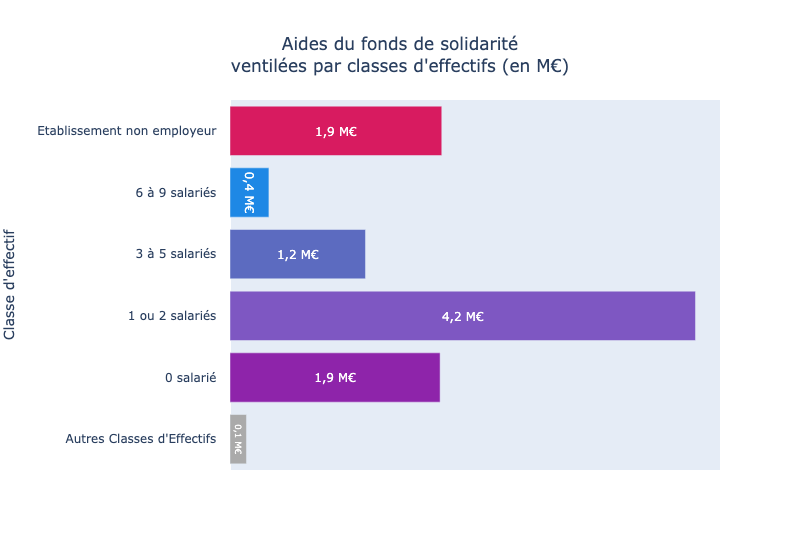 Aides du fonds de solidarité
ventilées par classes d'effectifs (en M€)
Classe d'effectif
Etablissement non employeur
1,9 M€
6 à 9 salariés
0,4 M€
3 à 5 salariés
1,2 M€
1 ou 2 salariés
4,2 M€
0 salarié
1,9 M€
Autres Classes d'Effectifs
0,1 M€